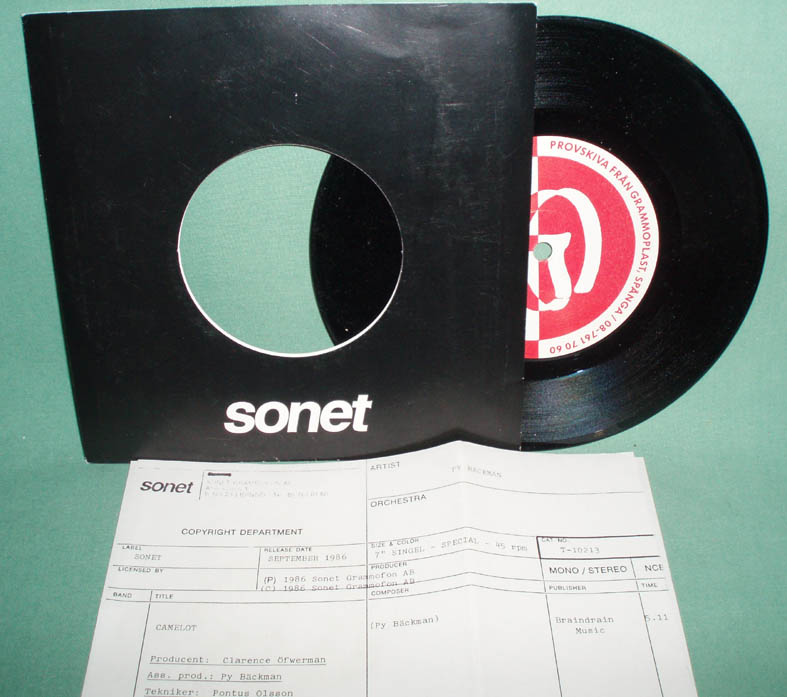 PROVSKIVA FRÅN GRAMMOPLAST, SPÅNGA / 08-761 70 60
sonet
sonet
COPYRIGHT DEPARTMENT
ARTIST
PY BÄCKMAN
ORCHESTRA
LABEL
SONET
RELEASE DATE
SEPTEMBER 1986
SIZE & COLOR
7" SINGEL - SPECIAL - 45 rpm
CAT NO.
T-10213
LICENSED BY
(P) 1986 Sonet Grammofon AB
(C) 1986 Sonet Grammofon AB
PRODUCER
MONO / STEREO
NCB
BAND
TITLE
COMPOSER
PUBLISHER
TIME
CAMELOT
(Py Bäckman)
Braindrain
Music
5.11
Producent: Clarence Öfwerman
Ass. prod.: Py Bäckman
Tekniker: Pontus Olsson